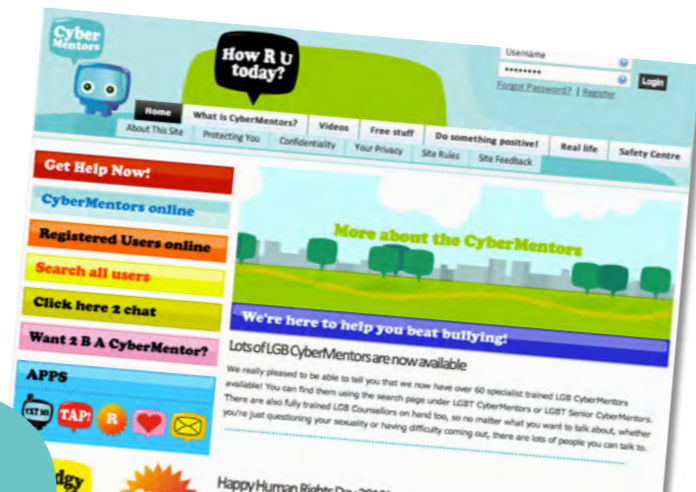 Cyber
Mentors
How R U
today?
Username
••••••••
Login
Forgot Password? | Register
Home What is CyberMentors? Videos Free stuff Do something positive! Real life Safety Centre
About This Site Protecting You Confidentiality Your Privacy Site Rules Site Feedback
Get Help Now!
CyberMentors online
Registered Users online
Search all users
Click here 2 chat
Want 2 B A CyberMentor?
APPS
TXT ME TAP! R
More about the CyberMentors
We're here to help you beat bullying!
Lots of LGB CyberMentors are now available
We really pleased to be able to tell you that we now have over 60 specialist trained LGB CyberMentors
available! You can find them using the search page under LGBT CyberMentors or LGBT Senior CyberMentors.
There are also fully trained LGB Counsellors on hand too, so no matter what you want to talk about, whether
you're just questioning your sexuality or having difficulty coming out, there are lots of people you can talk to.
Happy Human Rights Day